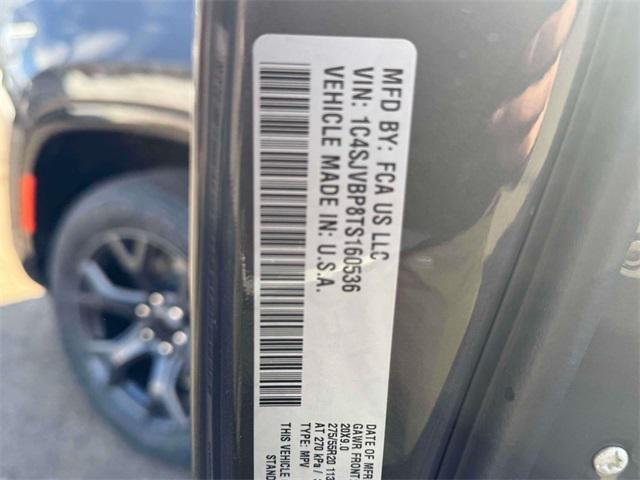 MFD BY: FCA US LLC
VIN: 1C4SJVBP8TS160536
VEHICLE MADE IN: U.S.A.
DATE OF MFR
GAWR FRONT
20X9.0
275/55R20 113
AT 270 kPa /
TYPE: MPV
THIS VEHICLE
STAND